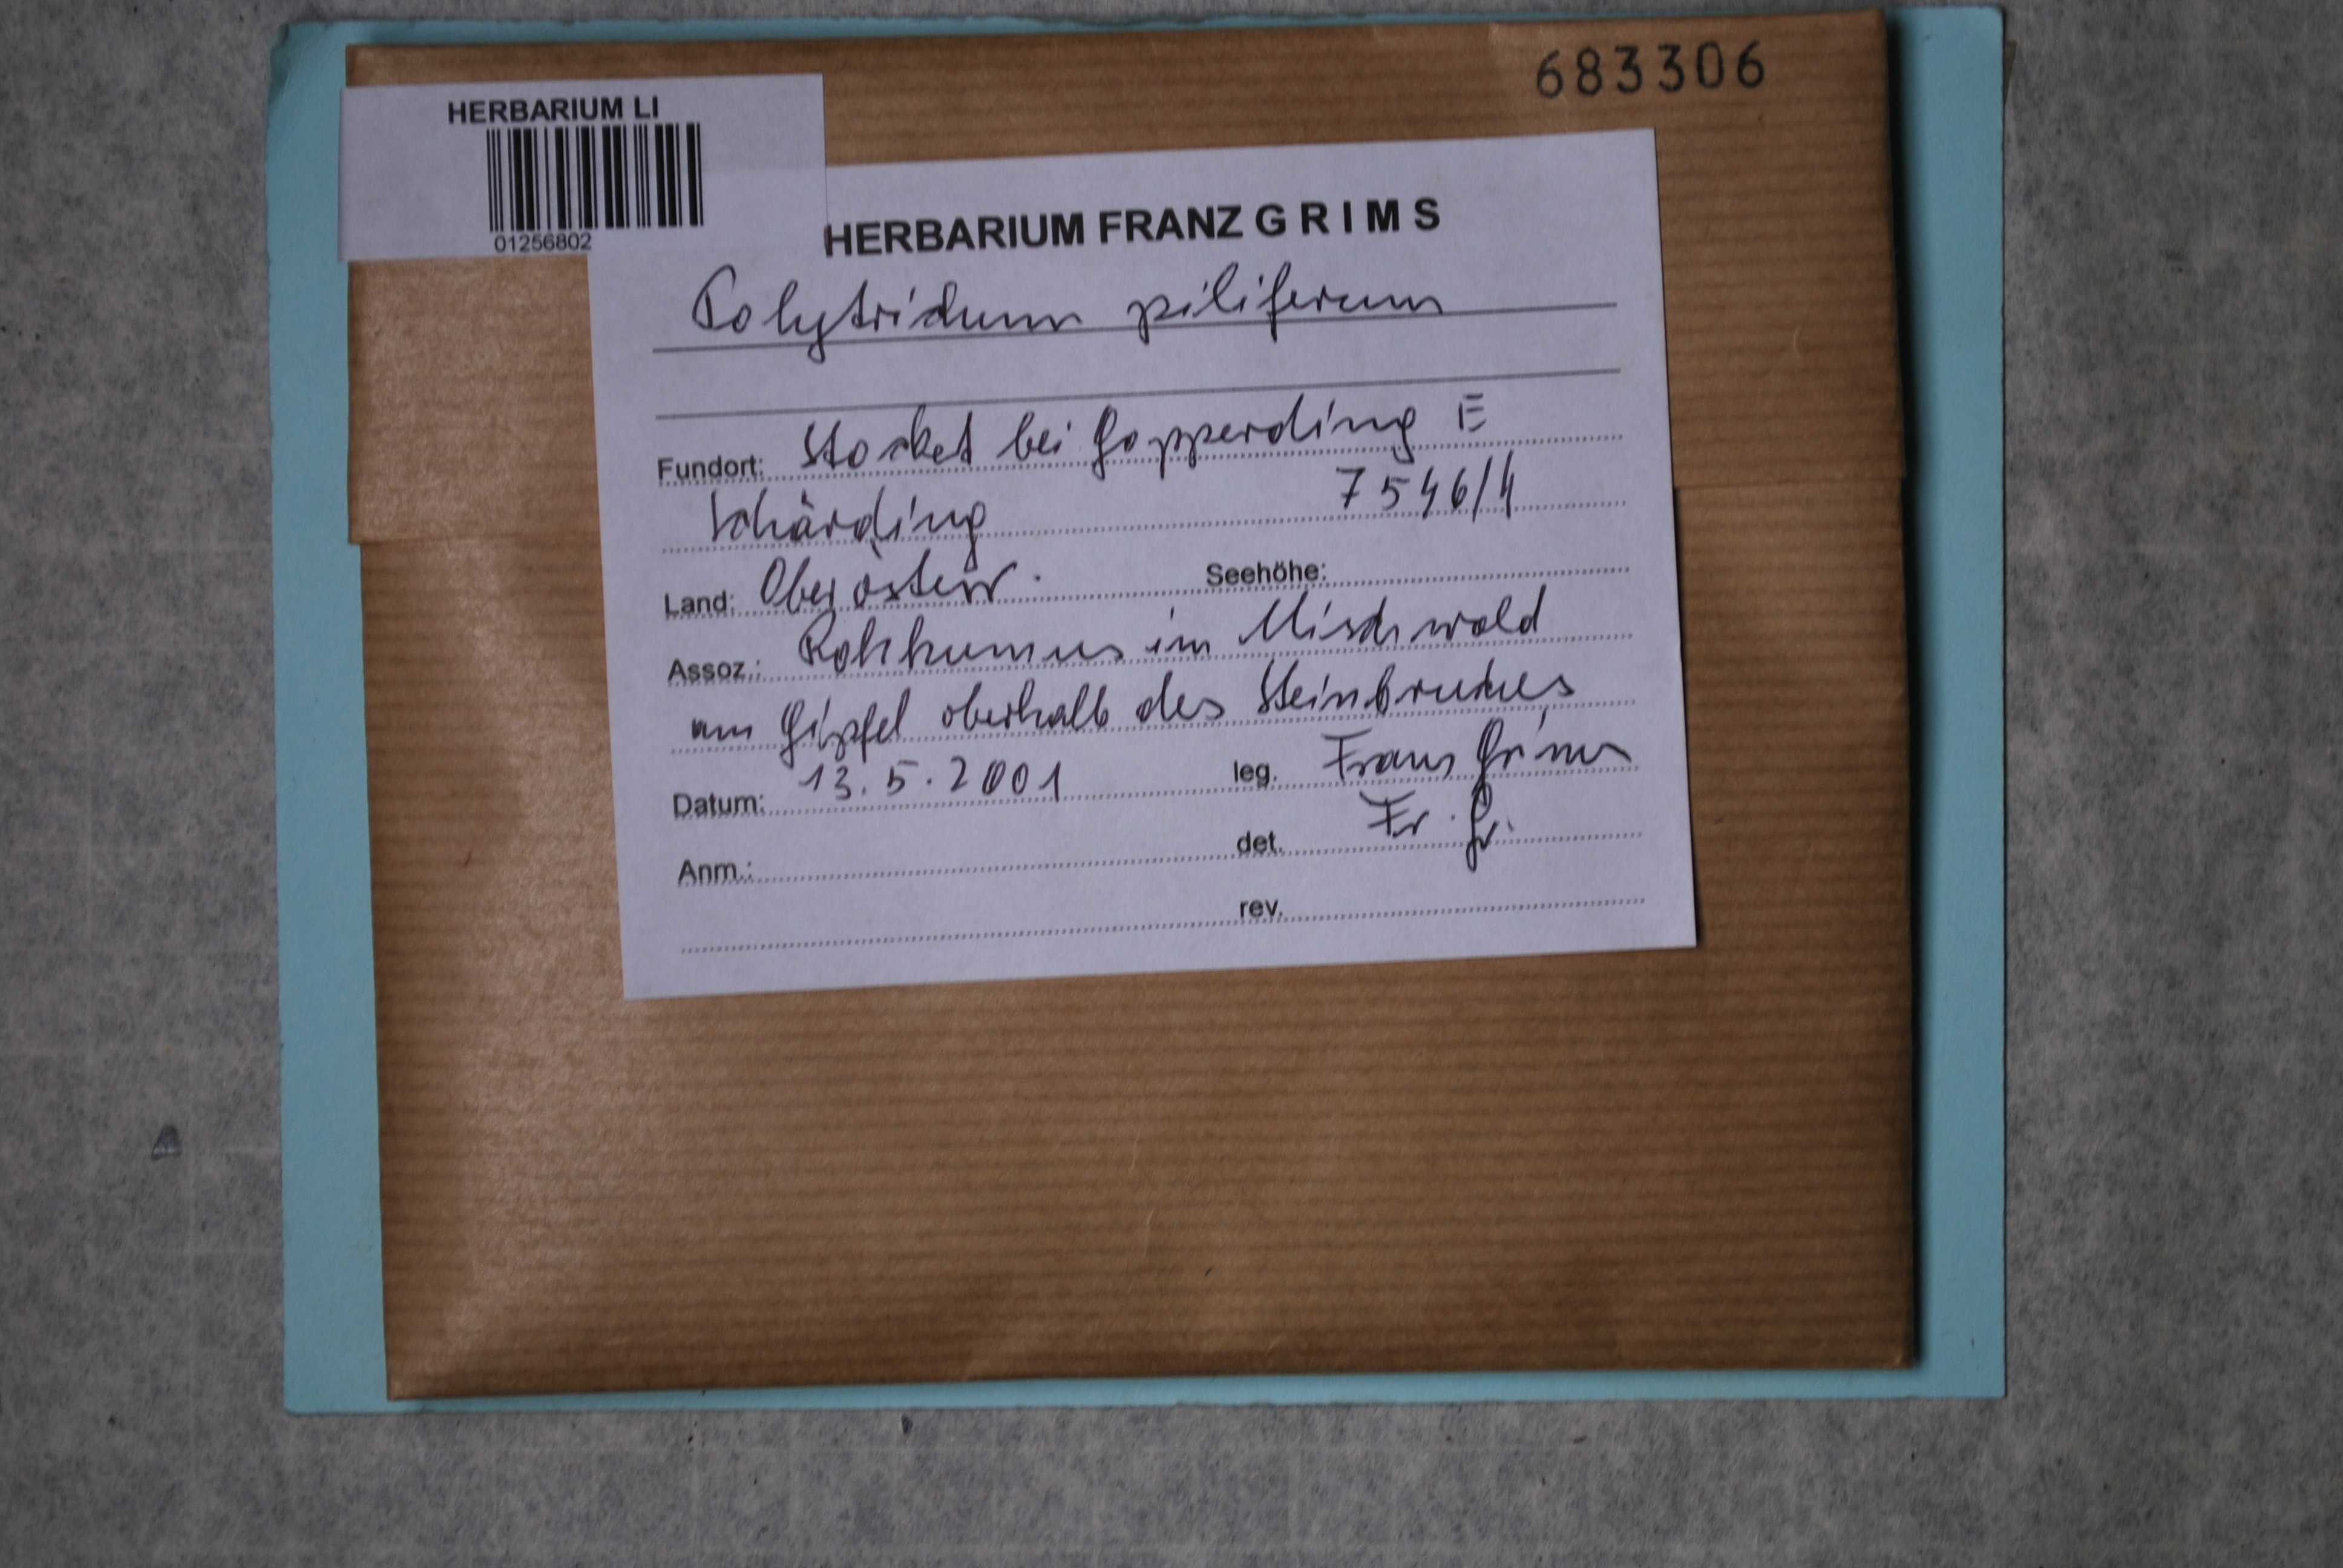 683306
HERBARIUM LI
01256802
HERBARIUM FRANZ G R I M S
Polytrichum piliferum
Fundort: Stocket bei Gopperding E
Schärding 7546/4
Land: Oberösterr. Seehöhe:
Assoz.: Rohhumus im Mischwald
am Gipfel oberhalb des Steinbruches
Datum: 13.5.2001 leg. Franz Grims
Anm.: det. Fr. Gr.
rev.